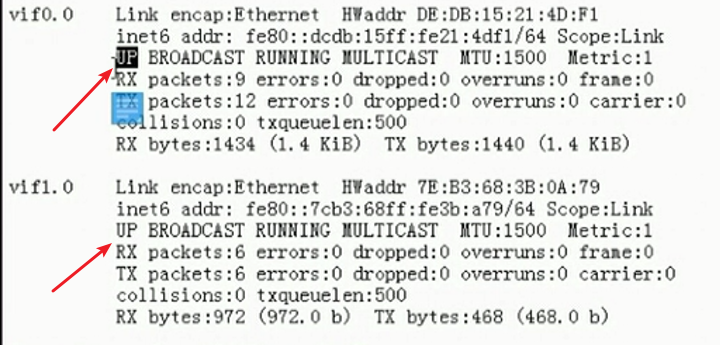 vif0.0 Link encap:Ethernet HWaddr DE:DB:15:21:4D:F1
inet6 addr: fe80::dcdb:15ff:fe21:4df1/64 Scope:Link
UP BROADCAST RUNNING MULTICAST MTU:1500 Metric:1
RX packets:9 errors:0 dropped:0 overruns:0 frame:0
TX packets:12 errors:0 dropped:0 overruns:0 carrier:0
collisions:0 txqueuelen:500
RX bytes:1434 (1.4 KiB) TX bytes:1440 (1.4 KiB)
vif1.0 Link encap:Ethernet HWaddr 7E:B3:68:3B:0A:79
inet6 addr: fe80::7cb3:68ff:fe3b:a79/64 Scope:Link
UP BROADCAST RUNNING MULTICAST MTU:1500 Metric:1
RX packets:6 errors:0 dropped:0 overruns:0 frame:0
TX packets:6 errors:0 dropped:0 overruns:0 carrier:0
collisions:0 txqueuelen:500
RX bytes:972 (972.0 b) TX bytes:468 (468.0 b)